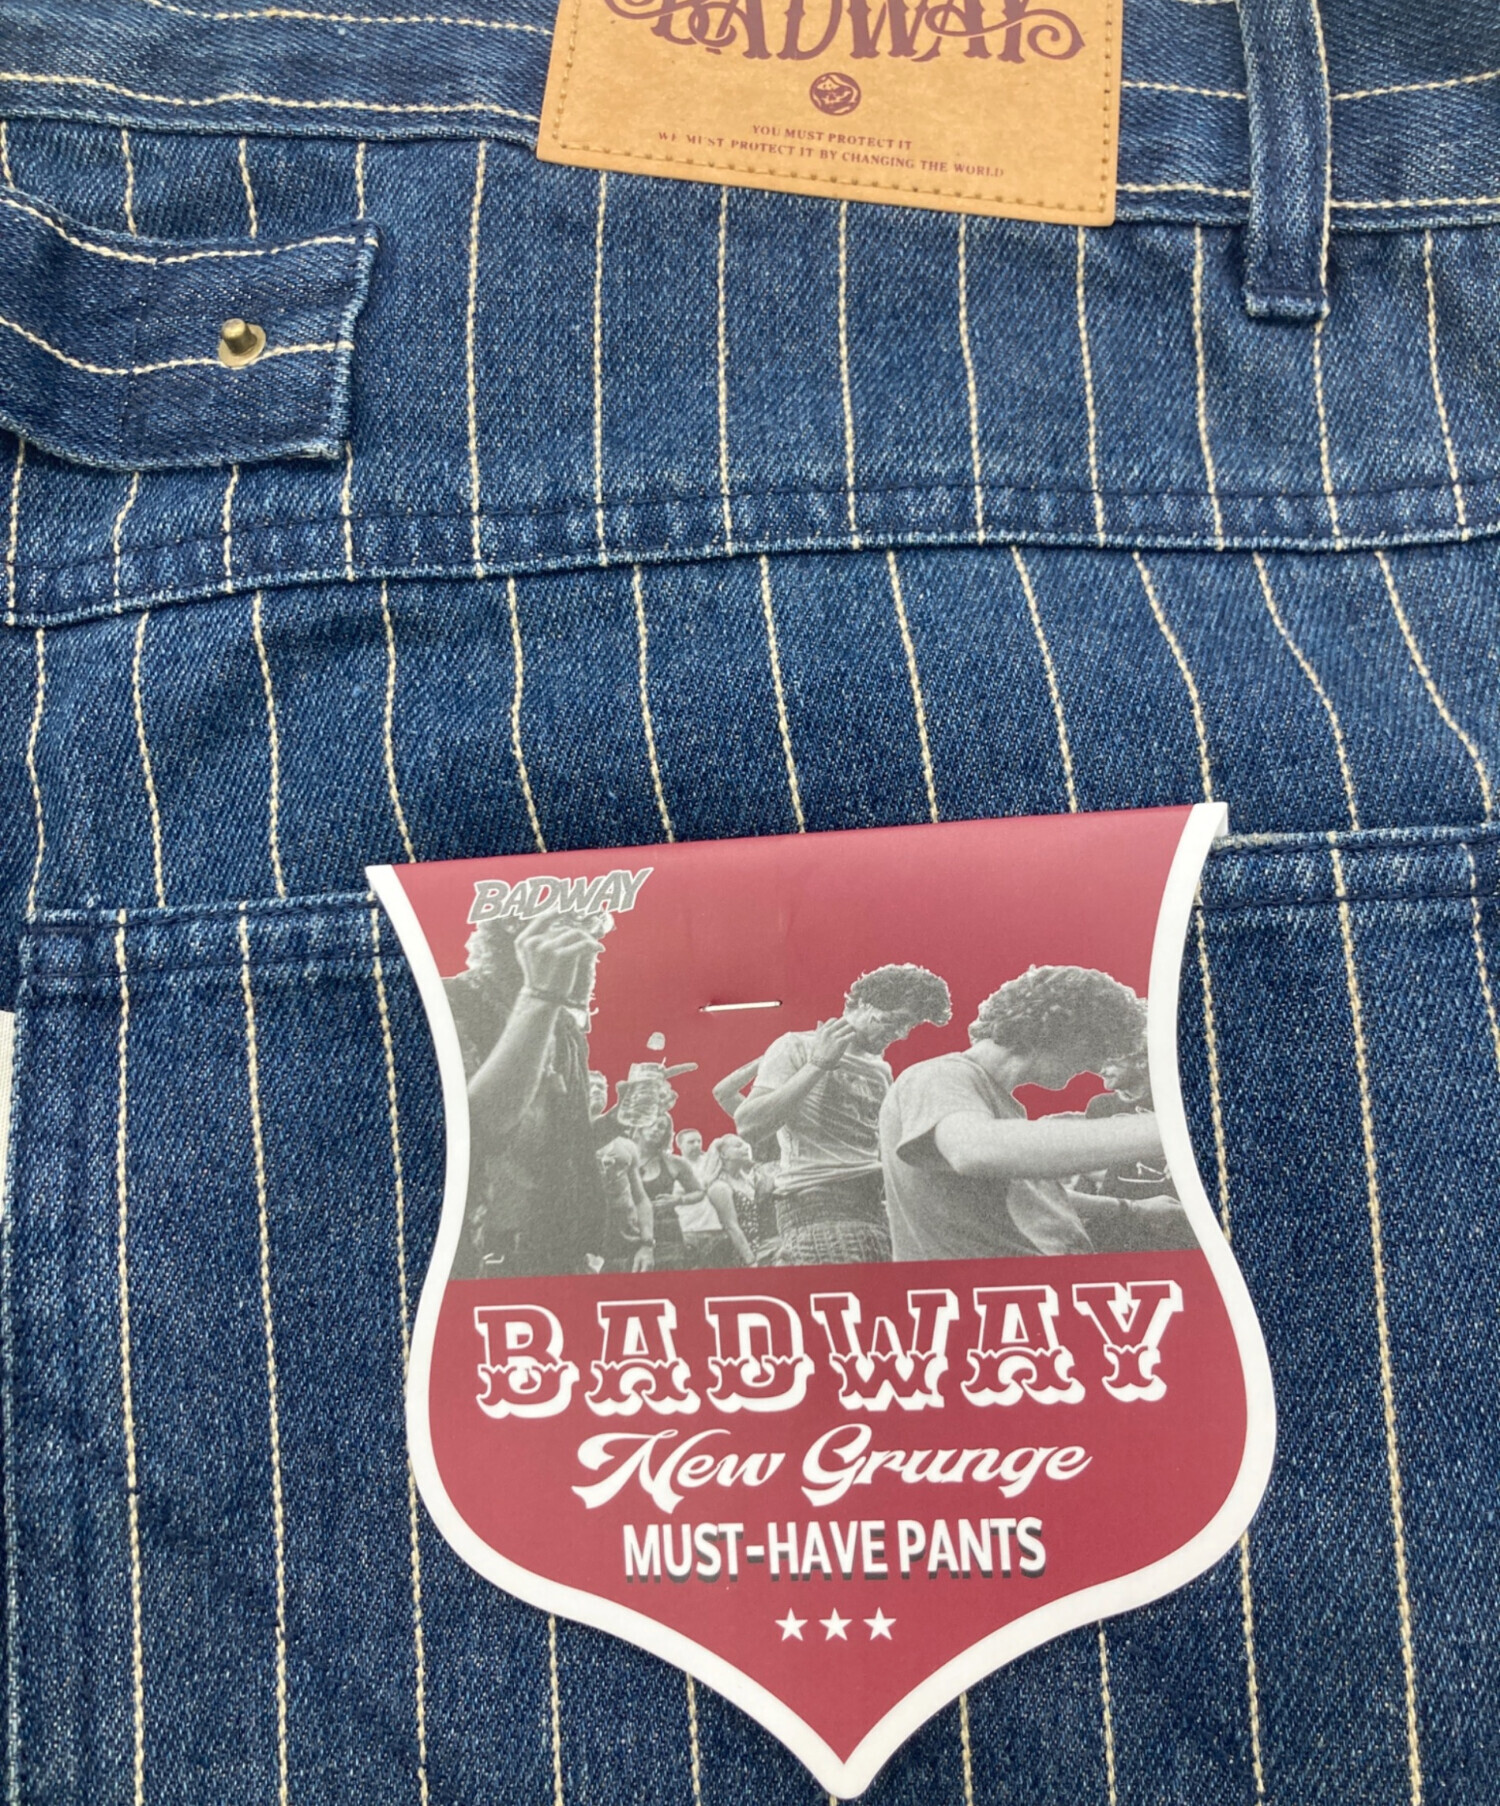 BADWAY
YOU MUST PROTECT IT
WE MUST PROTECT IT BY CHANGING THE WORLD
BADWAY
BADWAY
New Grunge
MUST-HAVE PANTS